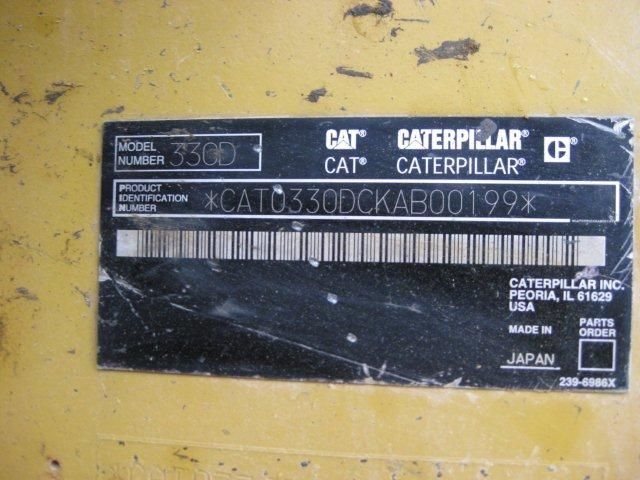 MODEL NUMBER 330D
CAT® CATERPILLAR® C
CAT® CATERPILLAR®
PRODUCT IDENTIFICATION NUMBER *CAT0330DCKAB00199*
CATERPILLAR INC.
PEORIA, IL 61629
USA
MADE IN
JAPAN
PARTS
ORDER
239-6986X